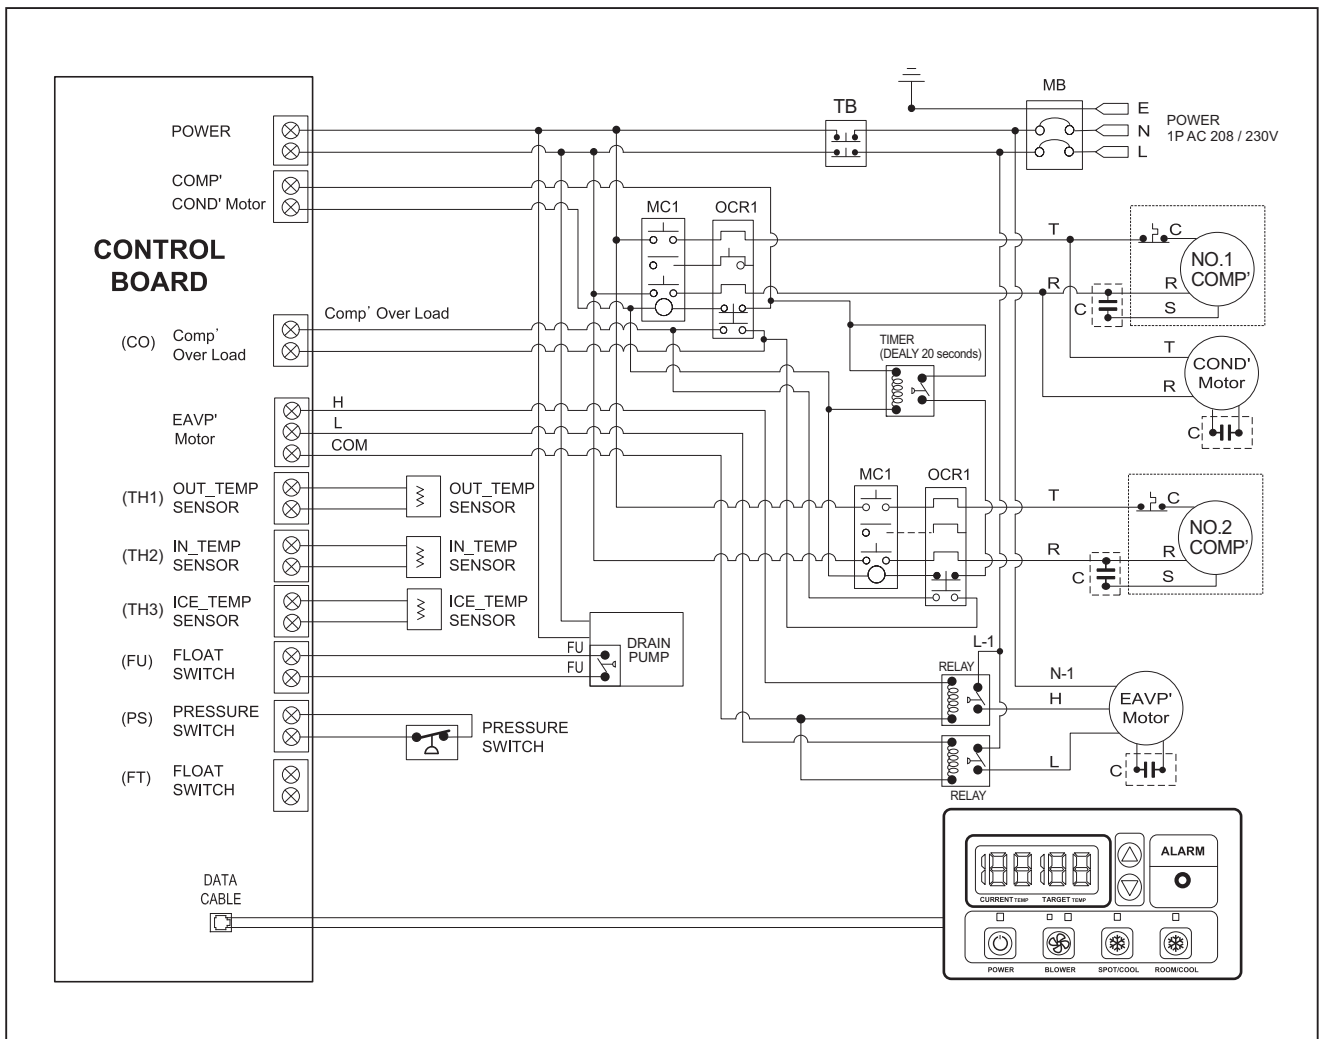 MB
TB
E
N
L
POWER
1P AC 208 / 230V
POWER
COMP'
COND' Motor
CONTROL
BOARD
MC1
OCR1
T
C
NO.1
COMP'
R
R
C
S
Comp' Over Load
(CO)
Comp'
Over Load
TIMER
(DEALY 20 seconds)
T
COND'
Motor
R
C
EAVP'
Motor
H
L
COM
MC1
OCR1
T
C
NO.2
COMP'
R
R
C
S
(TH1)
OUT_TEMP
SENSOR
OUT_TEMP
SENSOR
(TH2)
IN_TEMP
SENSOR
IN_TEMP
SENSOR
(TH3)
ICE_TEMP
SENSOR
ICE_TEMP
SENSOR
(FU)
FLOAT
SWITCH
FU
FU
DRAIN
PUMP
L-1
RELAY
N-1
H
EAVP'
Motor
L
C
RELAY
(PS)
PRESSURE
SWITCH
PRESSURE
SWITCH
(FT)
FLOAT
SWITCH
DATA
CABLE
188 188
CURRENT TEMP
TARGET TEMP
ALARM
POWER
BLOWER
SPOT/COOL
ROOM/COOL